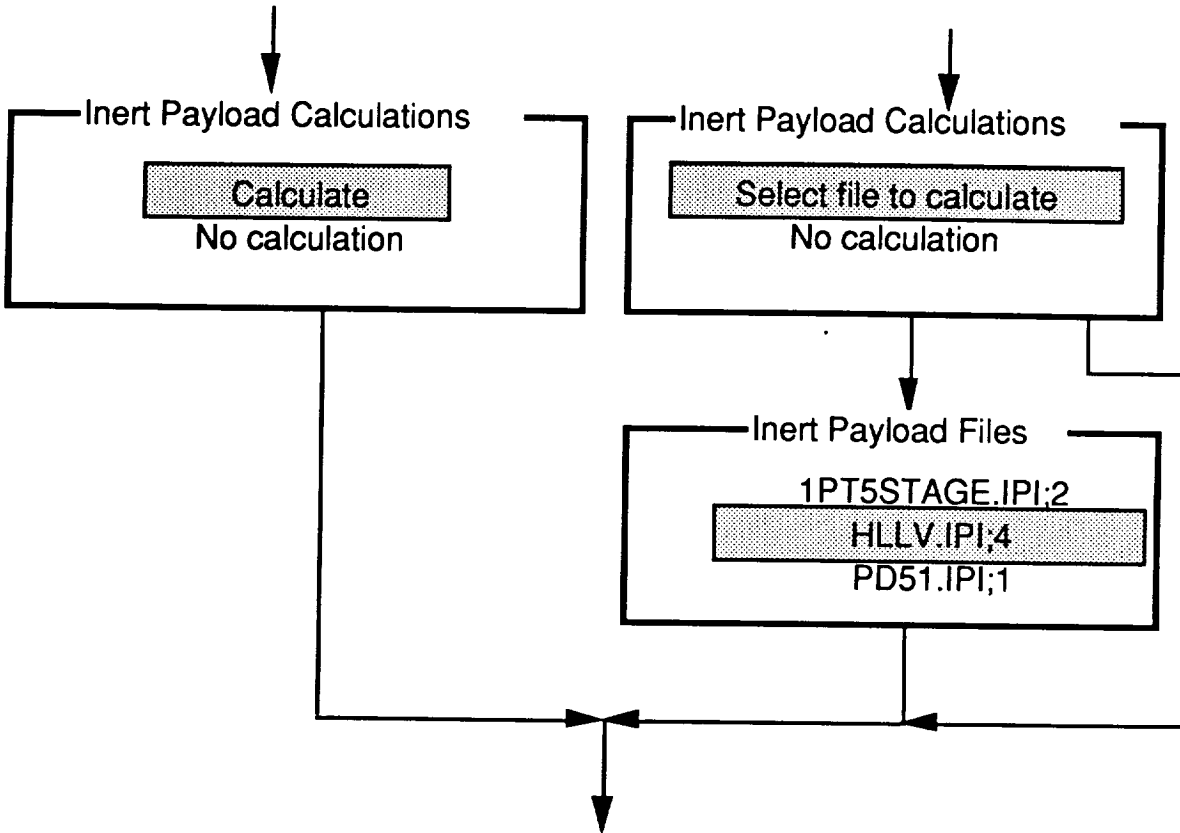 Inert Payload Calculations
Calculate
No calculation
Inert Payload Calculations
Select file to calculate
No calculation
Inert Payload Files
1PT5STAGE.IPI;2
HLLV.IPI;4
PD51.IPI;1